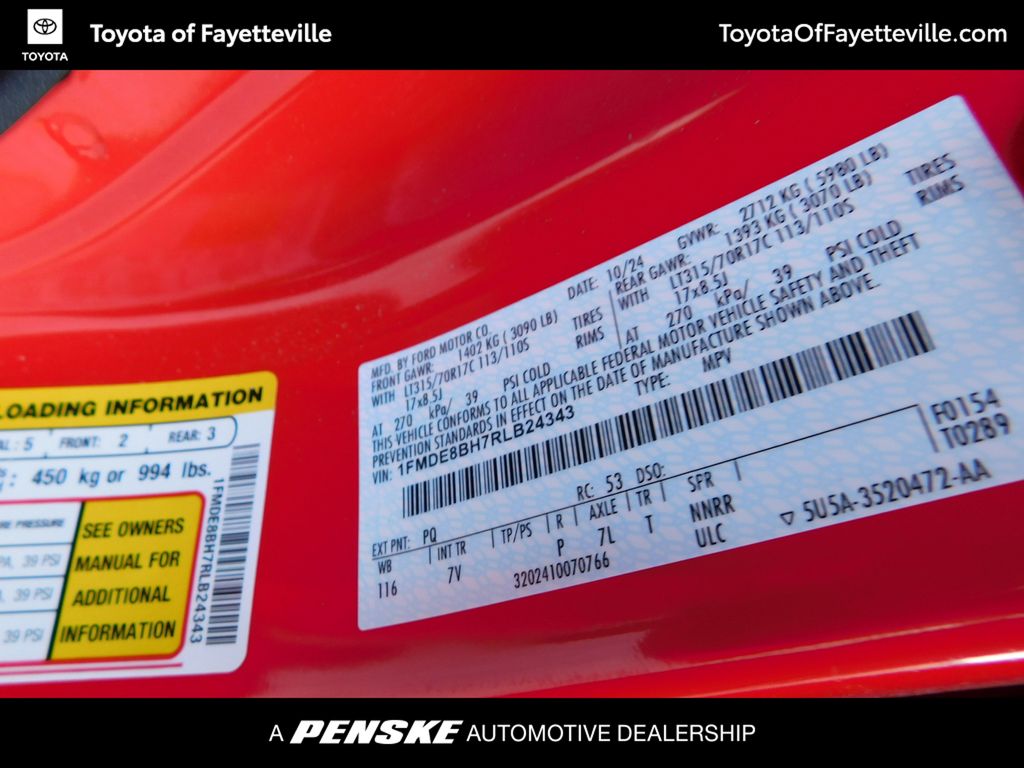 TOYOTA
Toyota of Fayetteville
ToyotaOfFayetteville.com
MFD. BY FORD MOTOR CO.
DATE: 10/24
GVWR: 2712 KG ( 5980 LB)
FRONT GAWR: 1402 KG ( 3090 LB)
REAR GAWR: 1393 KG ( 3070 LB)
WITH LT315/70R17C 113/110S TIRES
WITH LT315/70R17C 113/110S TIRES
17x8.5J RIMS
17x8.5J RIMS
AT 270 kPa/ 39 PSI COLD
AT 270 kPa/ 39 PSI COLD
THIS VEHICLE CONFORMS TO ALL APPLICABLE FEDERAL MOTOR VEHICLE SAFETY AND THEFT
PREVENTION STANDARDS IN EFFECT ON THE DATE OF MANUFACTURE SHOWN ABOVE.
VIN: 1FMDE8BH7RLB24343
TYPE: MPV
F0154
T0289
EXT PNT: PQ
RC: 53 DSO:
WB
INT TR
TP/PS
R
AXLE
TR
SFR
116
7V
P
7L
T
NNRR
ULC
3202410070766
5U5A-3520472-AA
LOADING INFORMATION
AL : 5 FRONT: 2 REAR: 3
450 kg or 994 lbs.
PRESSURE
39 PSI
39 PSI
39 PSI
SEE OWNERS
MANUAL FOR
ADDITIONAL
INFORMATION
1FMDE8BH7RLB24343
A PENSKE AUTOMOTIVE DEALERSHIP